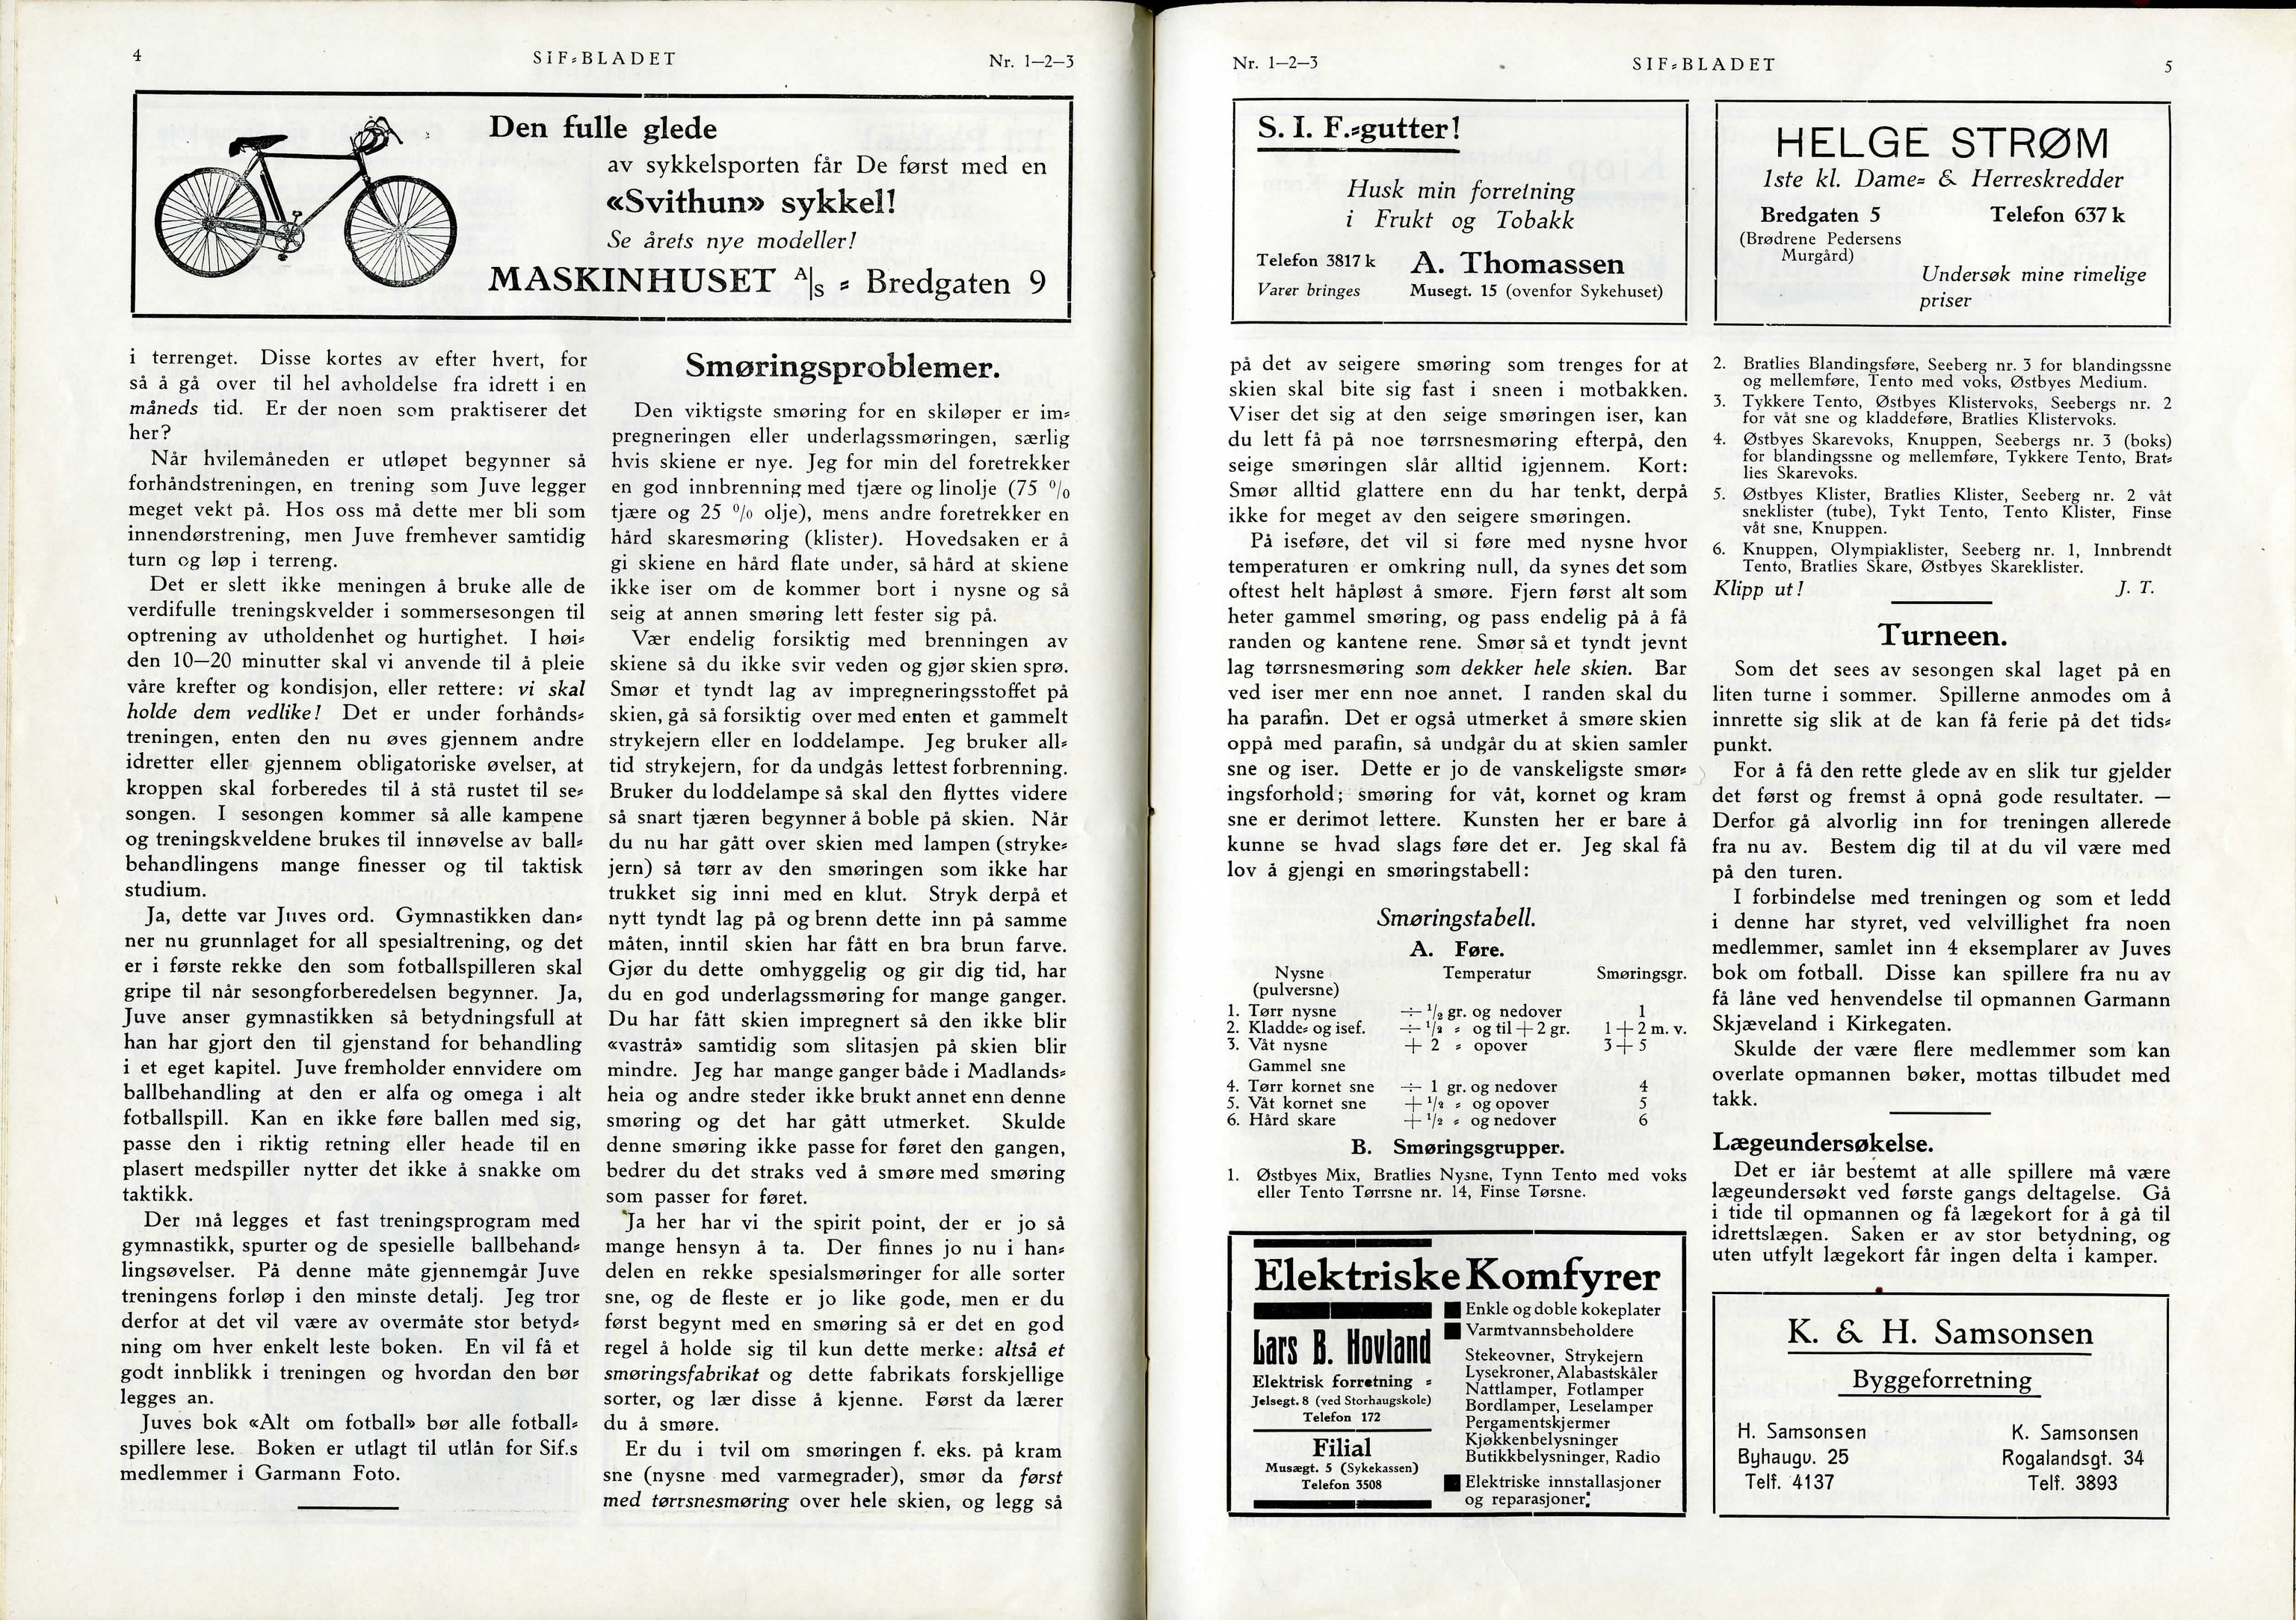 4
SIF-BLADET
Nr. 1—2—3
Den fulle glede
av sykkelsporten får De først med en
«Svithun» sykkel!
Se årets nye modeller!
MASKINHUSET A|s - Bredgaten 9
i terrenget. Disse kortes av efter hvert, for
så å gå over til hel avholdelse fra idrett i en
måneds tid. Er der noen som praktiserer det
her?
Når hvilemåneden er utløpet begynner så
forhåndstreningen, en trening som Juve legger
meget vekt på. Hos oss må dette mer bli som
innendørstrening, men Juve fremhever samtidig
turn og løp i terreng.
Det er slett ikke meningen å bruke alle de
verdifulle treningskvelder i sommersesongen til
optrening av utholdenhet og hurtighet. I høi-
den 10—20 minutter skal vi anvende til å pleie
våre krefter og kondisjon, eller rettere: vi skal
holde dem vedlike! Det er under forhånds-
treningen, enten den nu øves gjennem andre
idretter eller gjennem obligatoriske øvelser, at
kroppen skal forberedes til å stå rustet til se-
songen. I sesongen kommer så alle kampene
og treningskveldene brukes til innøvelse av ball-
behandlingens mange finesser og til taktisk
studium.
Ja, dette var Juves ord. Gymnastikken dan-
ner nu grunnlaget for all spesialtrening, og det
er i første rekke den som fotballspilleren skal
gripe til når sesongforberedelsen begynner. Ja,
Juve anser gymnastikken så betydningsfull at
han har gjort den til gjenstand for behandling
i et eget kapitel. Juve fremholder ennvidere om
ballbehandling at den er alfa og omega i alt
fotballspill. Kan en ikke føre ballen med sig,
passe den i riktig retning eller heade til en
plasert medspiller nytter det ikke å snakke om
taktikk.
Der må legges et fast treningsprogram med
gymnastikk, spurter og de spesielle ballbehand-
lingsøvelser. På denne måte gjennemgår Juve
treningens forløp i den minste detalj. Jeg tror
derfor at det vil være av overmåte stor betyd-
ning om hver enkelt leste boken. En vil få et
godt innblikk i treningen og hvordan den bør
legges an.
Juves bok «Alt om fotball» bør alle fotball-
spillere lese. Boken er utlagt til utlån for Sif.s
medlemmer i Garmann Foto.
Smøringsproblemer.
Den viktigste smøring for en skiløper er im-
pregneringen eller underlagssmøringen, særlig
hvis skiene er nye. Jeg for min del foretrekker
en god innbrenning med tjære og linolje (75 %
tjære og 25 % olje), mens andre foretrekker en
hård skaresmøring (klister). Hovedsaken er å
gi skiene en hård flate under, så hård at skiene
ikke iser om de kommer bort i nysne og så
seig at annen smøring lett fester sig på.
Vær endelig forsiktig med brenningen av
skiene så du ikke svir veden og gjør skien sprø.
Smør et tyndt lag av impregneringsstoffet på
skien, gå så forsiktig over med enten et gammelt
strykejern eller en loddelampe. Jeg bruker all-
tid strykejern, for da undgås lettest forbrenning.
Bruker du loddelampe så skal den flyttes videre
så snart tjæren begynner å boble på skien. Når
du nu har gått over skien med lampen (stryke-
jern) så tørr av den smøringen som ikke har
trukket sig inni med en klut. Stryk derpå et
nytt tyndt lag på og brenn dette inn på samme
måten, inntil skien har fått en bra brun farve.
Gjør du dette omhyggelig og gir dig tid, har
du en god underlagssmøring for mange ganger.
Du har fått skien impregnert så den ikke blir
«vastrå» samtidig som slitasjen på skien blir
mindre. Jeg har mange ganger både i Madlands-
heia og andre steder ikke brukt annet enn denne
smøring og det har gått utmerket. Skulde
denne smøring ikke passe for føret den gangen,
bedrer du det straks ved å smøre med smøring
som passer for føret.
Ja her har vi the spirit point, der er jo så
mange hensyn å ta. Der finnes jo nu i han-
delen en rekke spesialsmøringer for alle sorter
sne, og de fleste er jo like gode, men er du
først begynt med en smøring så er det en god
regel å holde sig til kun dette merke: altså et
smøringsfabrikat og dette fabrikats forskjellige
sorter, og lær disse å kjenne. Først da lærer
du å smøre.
Er du i tvil om smøringen f. eks. på kram
sne (nysne med varmegrader), smør da først
med tørrsnesmøring over hele skien, og legg så
Nr. 1—2—3
SIF-BLADET
5
S. I. F.-gutter!
Husk min forretning
i Frukt og Tobakk
Telefon 3817 k
A. Thomassen
Varer bringes
Musegt. 15 (ovenfor Sykehuset)
HELGE STRØM
1ste kl. Dame- & Herreskredder
Bredgaten 5 Telefon 637 k
(Brødrene Pedersens
Murgård)
Undersøk mine rimelige
priser
på det av seigere smøring som trenges for at
skien skal bite sig fast i sneen i motbakken.
Viser det sig at den seige smøringen iser, kan
du lett få på noe tørrsnesmøring efterpå, den
seige smøringen slår alltid igjennem. Kort:
Smør alltid glattere enn du har tenkt, derpå
ikke for meget av den seigere smøringen.
På iseføre, det vil si føre med nysne hvor
temperaturen er omkring null, da synes det som
oftest helt håpløst å smøre. Fjern først alt som
heter gammel smøring, og pass endelig på å få
randen og kantene rene. Smør så et tyndt jevnt
lag tørrsnesmøring som dekker hele skien. Bar
ved iser mer enn noe annet. I randen skal du
ha parafin. Det er også utmerket å smøre skien
oppå med parafin, så undgår du at skien samler
sne og iser. Dette er jo de vanskeligste smør-
ingsforhold; smøring for våt, kornet og kram
sne er derimot lettere. Kunsten her er bare å
kunne se hvad slags føre det er. Jeg skal få
lov å gjengi en smøringstabell:
Smøringstabell.
A. Føre.
Nysne Temperatur Smøringsgr.
(pulversne)
1. Tørr nysne ÷ 1/2 gr. og nedover 1
2. Kladde- og isef. ÷ 1/2 - og til + 2 gr. 1 + 2 m. v.
3. Våt nysne + 2 - opover 3 + 5
Gammel sne
4. Tørr kornet sne ÷ 1 gr. og nedover 4
5. Våt kornet sne + 1/2 - og opover 5
6. Hård skare + 1/2 - og nedover 6
B. Smøringsgrupper.
1. Østbyes Mix, Bratlies Nysne, Tynn Tento med voks
eller Tento Tørrsne nr. 14, Finse Tørsne.
Elektriske Komfyrer
Lars B. Hovland
Elektrisk forretning -
Jelsegt. 8 (ved Storhaugskole)
Telefon 172
Filial
Musægt. 5 (Sykekassen)
Telefon 3508
Enkle og doble kokeplater
Varmtvannsbeholdere
Stekeovner, Strykejern
Lysekroner, Alabastskåler
Nattlamper, Fotlamper
Bordlamper, Leselamper
Pergamentskjermer
Kjøkkenbelysninger
Butikkbelysninger, Radio
Elektriske innstallasjoner
og reparasjoner.
2. Bratlies Blandingsføre, Seeberg nr. 3 for blandingssne
og mellemføre, Tento med voks, Østbyes Medium.
3. Tykkere Tento, Østbyes Klistervoks, Seebergs nr. 2
for våt sne og kladdeføre, Bratlies Klistervoks.
4. Østbyes Skarevoks, Knuppen, Seebergs nr. 3 (boks)
for blandingssne og mellemføre, Tykkere Tento, Brat-
lies Skarevoks.
5. Østbyes Klister, Bratlies Klister, Seeberg nr. 2 våt
sneklister (tube), Tykt Tento, Tento Klister, Finse
våt sne, Knuppen.
6. Knuppen, Olympiaklister, Seeberg nr. 1, Innbrendt
Tento, Bratlies Skare, Østbyes Skareklister.
Klipp ut! J. T.
Turneen.
Som det sees av sesongen skal laget på en
liten turne i sommer. Spillerne anmodes om å
innrette sig slik at de kan få ferie på det tids-
punkt.
For å få den rette glede av en slik tur gjelder
det først og fremst å opnå gode resultater. —
Derfor gå alvorlig inn for treningen allerede
fra nu av. Bestem dig til at du vil være med
på den turen.
I forbindelse med treningen og som et ledd
i denne har styret, ved velvillighet fra noen
medlemmer, samlet inn 4 eksemplarer av Juves
bok om fotball. Disse kan spillere fra nu av
få låne ved henvendelse til opmannen Garmann
Skjæveland i Kirkegaten.
Skulde der være flere medlemmer som kan
overlate opmannen bøker, mottas tilbudet med
takk.
Lægeundersøkelse.
Det er iår bestemt at alle spillere må være
lægeundersøkt ved første gangs deltagelse. Gå
i tide til opmannen og få lægekort for å gå til
idrettslægen. Saken er av stor betydning, og
uten utfylt lægekort får ingen delta i kamper.
K. & H. Samsonsen
Byggeforretning
H. Samsonsen
Byhaugv. 25
Telf. 4137
K. Samsonsen
Rogalandsgt. 34
Telf. 3893